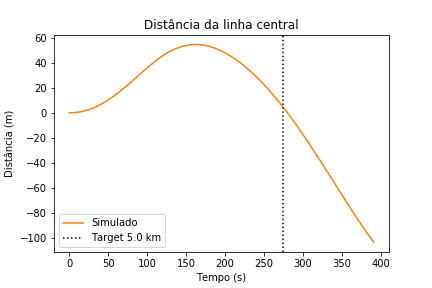 Distância da linha central
Distância (m)
60
40
20
0
−20
−40
−60
−80
−100
Simulado
Target 5.0 km
0 50 100 150 200 250 300 350 400
Tempo (s)